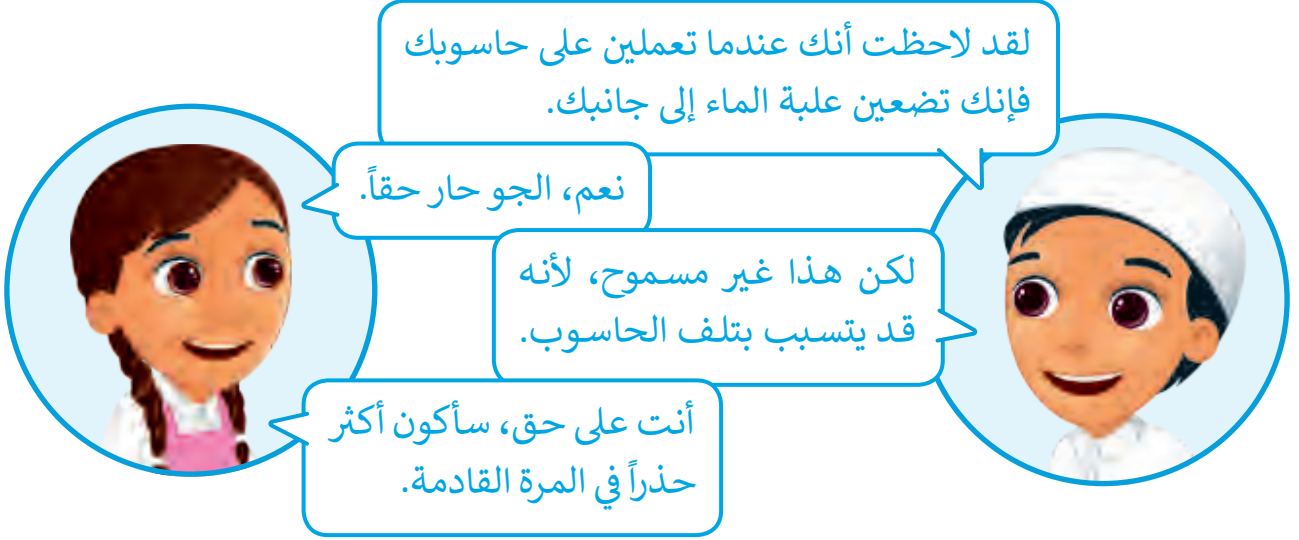 لقد لاحظت أنك عندما تعملين على حاسوبك
فإنك تضعين علبة الماء إلى جانبك.
نعم، الجو حار حقاً.
لكن هذا غير مسموح، لأنه
قد يتسبب بتلف الحاسوب.
أنت على حق، سأكون أكثر
حذراً في المرة القادمة.